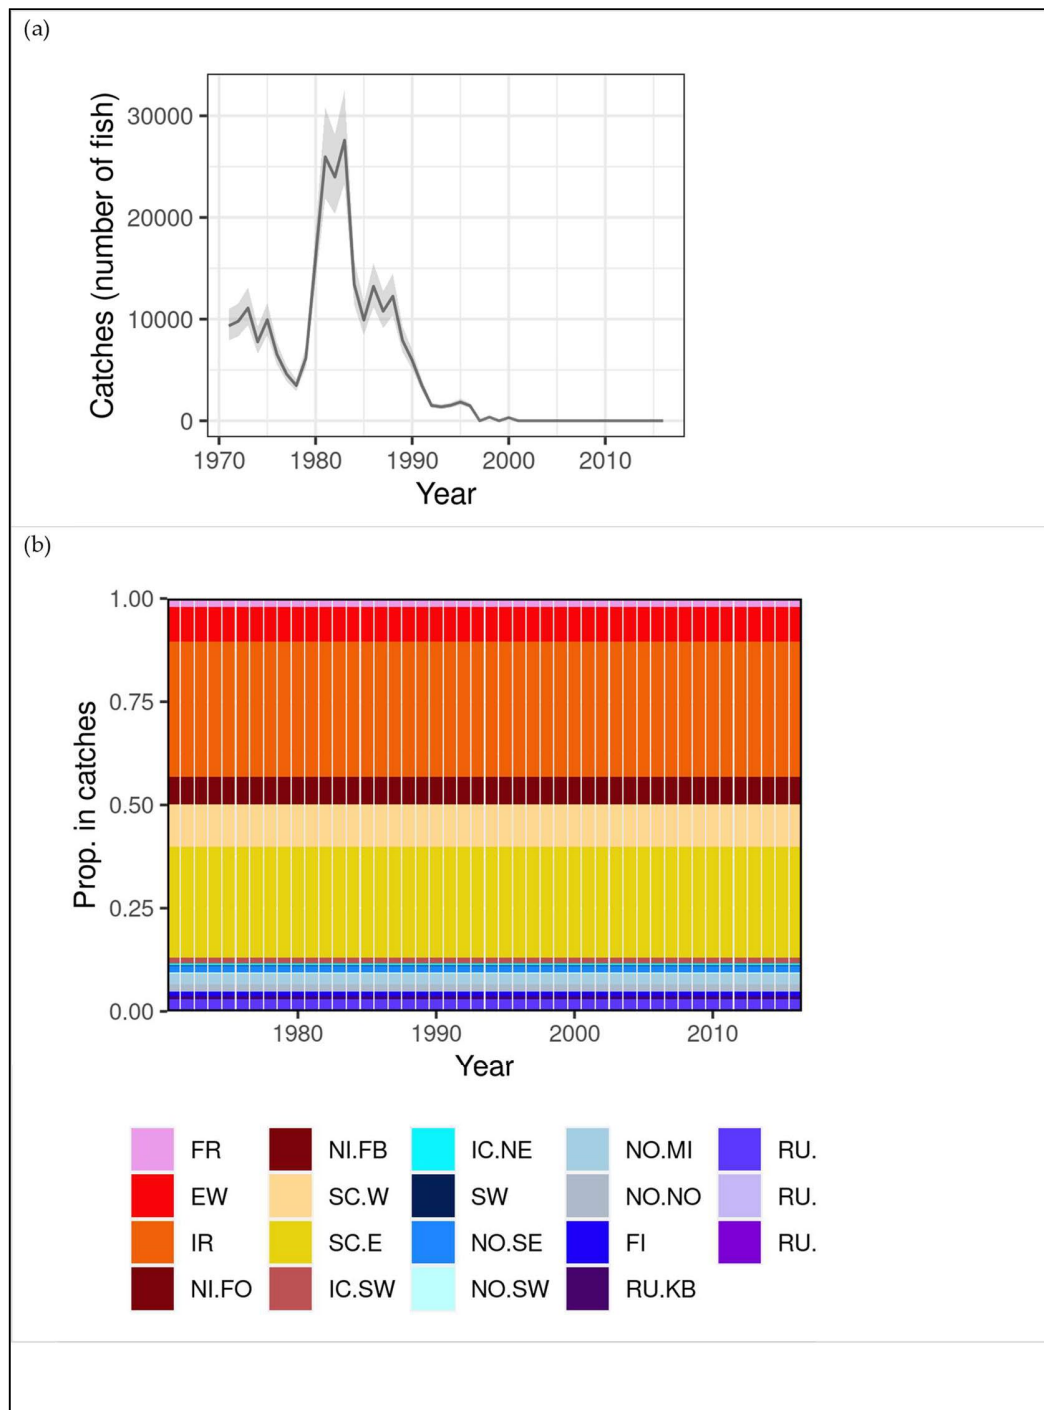 (a)
30000
20000
10000
0
Catches (number of fish)
1970 1980 1990 2000 2010
Year
(b)
1.00
0.75
0.50
0.25
0.00
Prop. in catches
1980 1990 2000 2010
Year
FR NI.FB IC.NE NO.MI RU.
EW SC.W SW NO.NO RU.
IR SC.E NO.SE FI RU.
NI.FO IC.SW NO.SW RU.KB